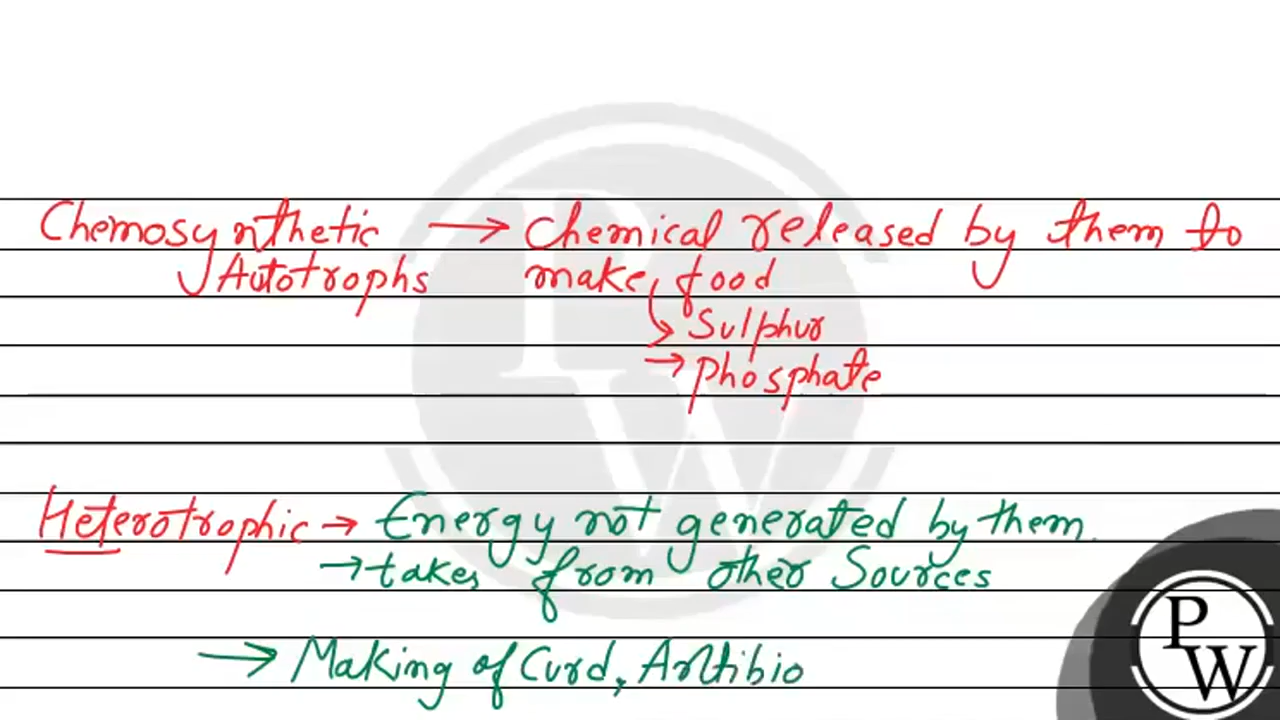 Chemosynthetic → Chemical released by them to
Autotrophs make food
→ Sulphur
→ Phosphate
Heterotrophic → Energy not generated by them.
→ takes from other Sources
→ Making of Curd, Antibio
P
W